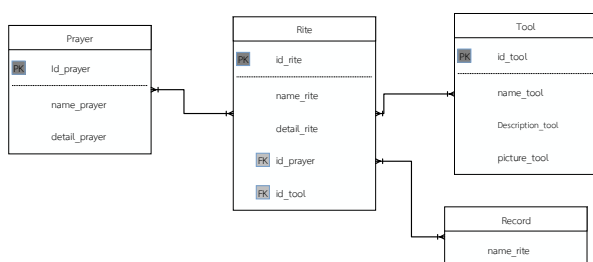 Prayer
PK Id_prayer
name_prayer
detail_prayer
Rite
PK id_rite
name_rite
detail_rite
FK id_prayer
FK id_tool
Tool
PK id_tool
name_tool
Description_tool
picture_tool
Record
name_rite